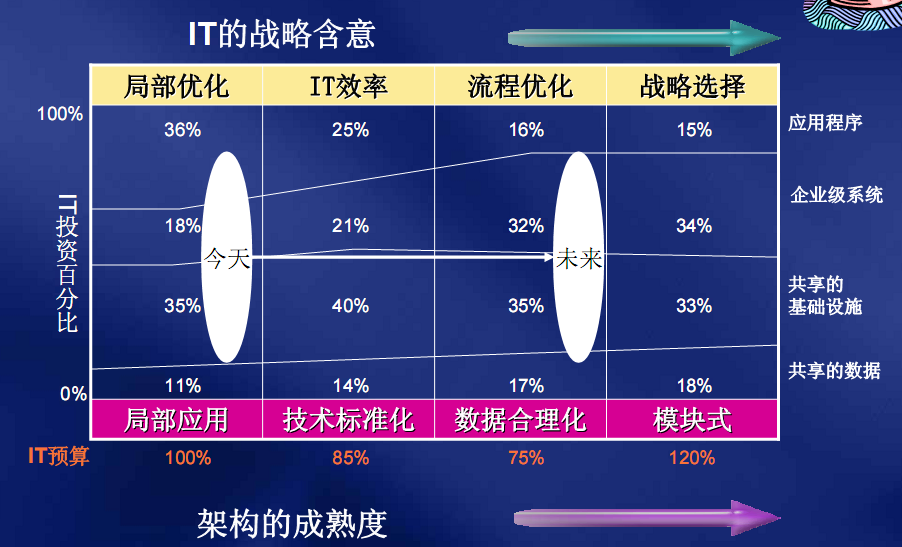 IT的战略含意
局部优化 IT效率 流程优化 战略选择
100%
36% 25% 16% 15% 应用程序
IT投资百分比
18% 21% 32% 34% 企业级系统
今天 未来
35% 40% 35% 33% 共享的
基础设施
11% 14% 17% 18% 共享的数据
0%
局部应用 技术标准化 数据合理化 模块式
IT预算 100% 85% 75% 120%
架构的成熟度